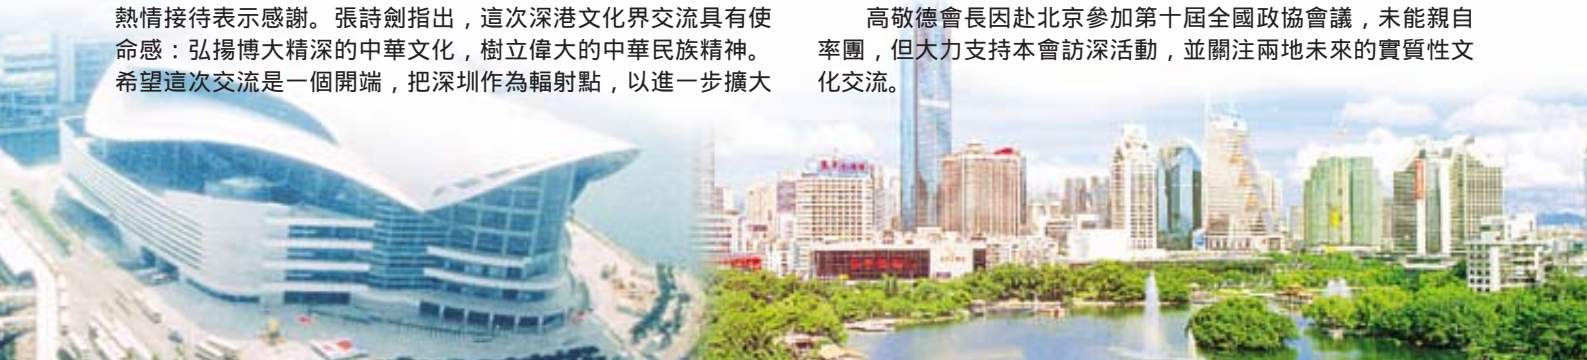 熱情接待表示感謝。張詩劍指出，這次深港文化界交流具有使
命感：弘揚博大精深的中華文化，樹立偉大的中華民族精神。
希望這次交流是一個開端，把深圳作為輻射點，以進一步擴大
高敬德會長因赴北京參加第十屆全國政協會議，未能親自
率團，但大力支持本會訪深活動，並關注兩地未來的實質性文
化交流。